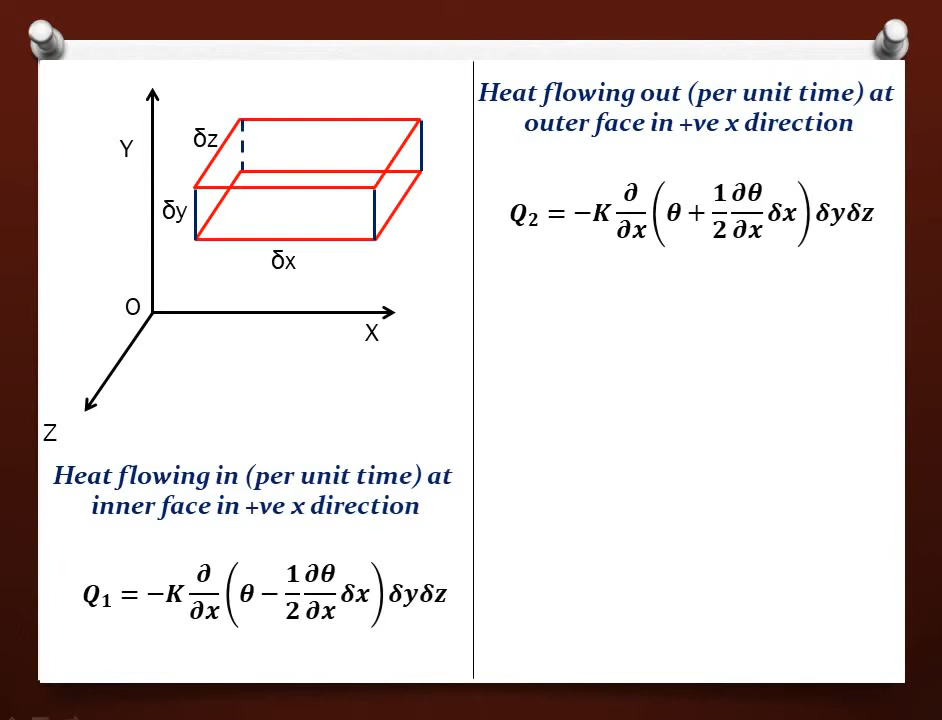 Y
δz
δy
δx
O
X
Z
Heat flowing in (per unit time) at
inner face in +ve x direction
Q₁ = −K ∂/∂x (θ − 1/2 ∂θ/∂x δx) δyδz
Heat flowing out (per unit time) at
outer face in +ve x direction
Q₂ = −K ∂/∂x (θ + 1/2 ∂θ/∂x δx) δyδz